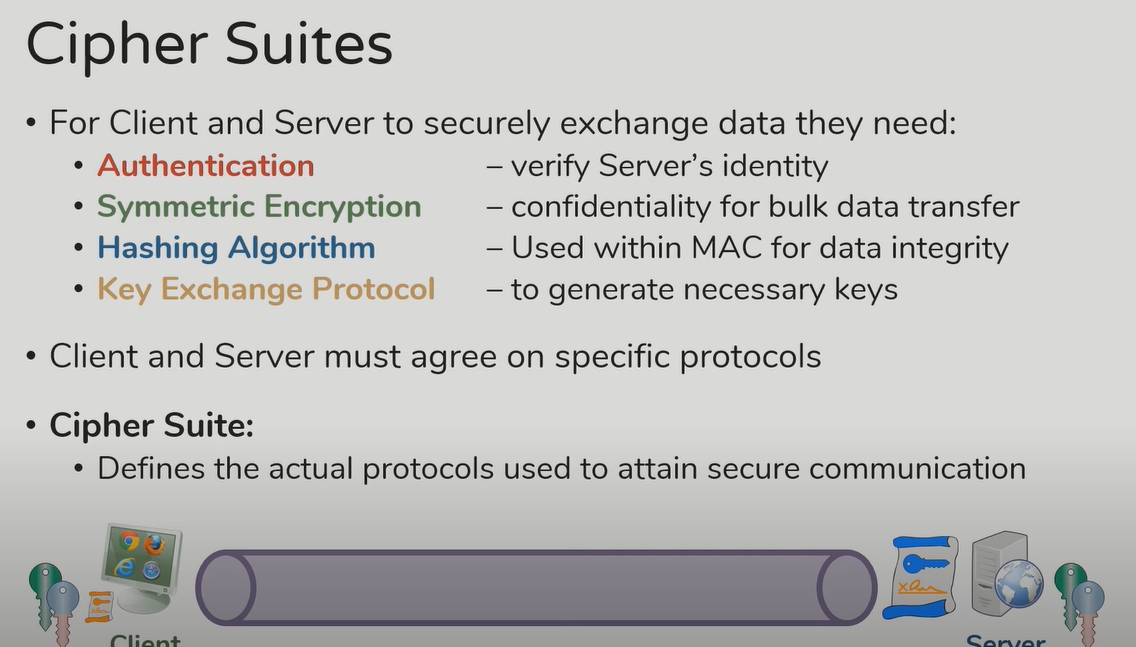 Cipher Suites
• For Client and Server to securely exchange data they need:
• Authentication – verify Server's identity
• Symmetric Encryption – confidentiality for bulk data transfer
• Hashing Algorithm – Used within MAC for data integrity
• Key Exchange Protocol – to generate necessary keys
• Client and Server must agree on specific protocols
• Cipher Suite:
• Defines the actual protocols used to attain secure communication
Client Server